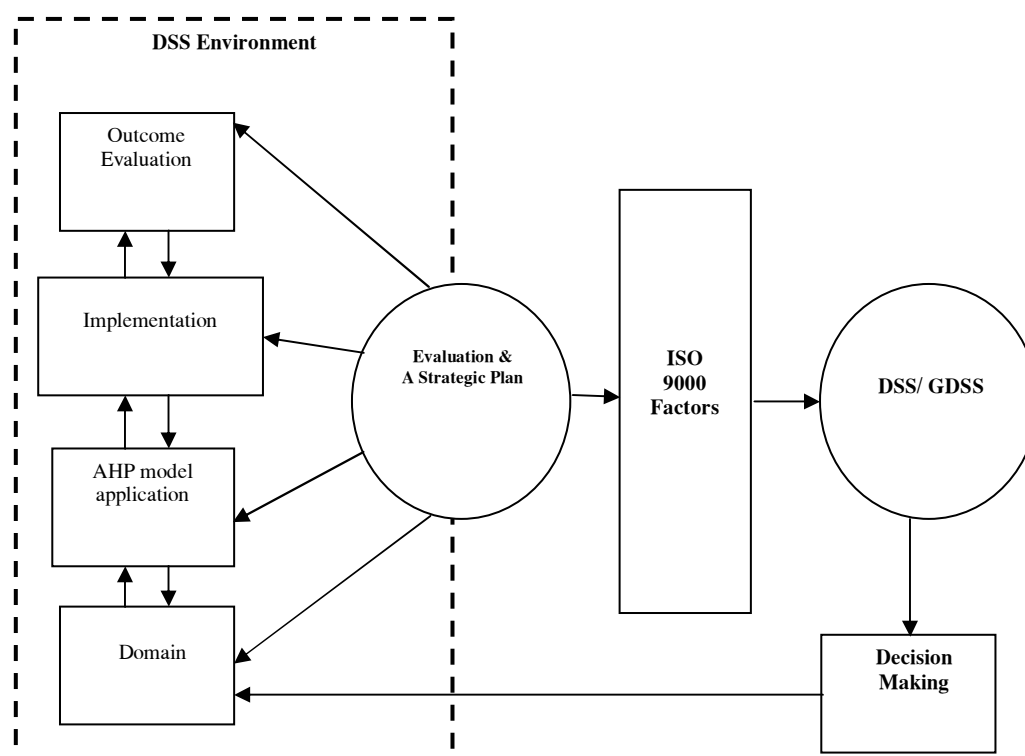 DSS Environment
Outcome
Evaluation
Implementation
AHP model
application
Domain
Evaluation &
A Strategic Plan
ISO
9000
Factors
DSS/ GDSS
Decision
Making